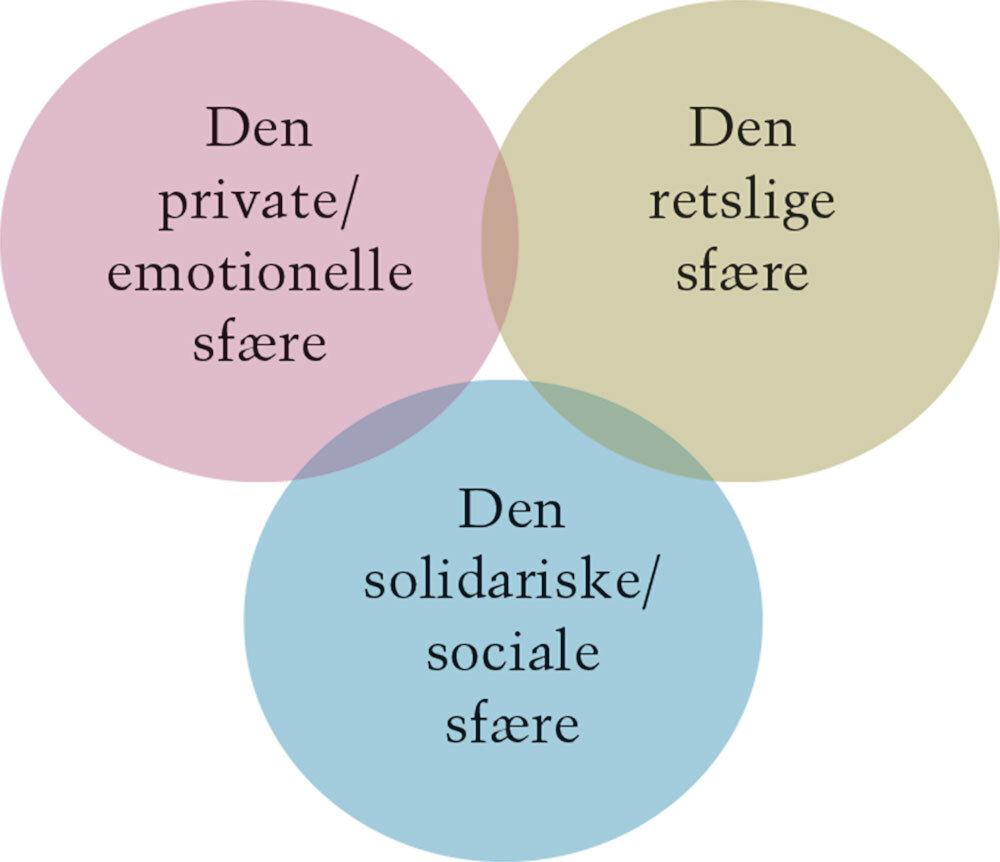 Den
private/
emotionelle
sfære
Den
retslige
sfære
Den
solidariske/
sociale
sfære